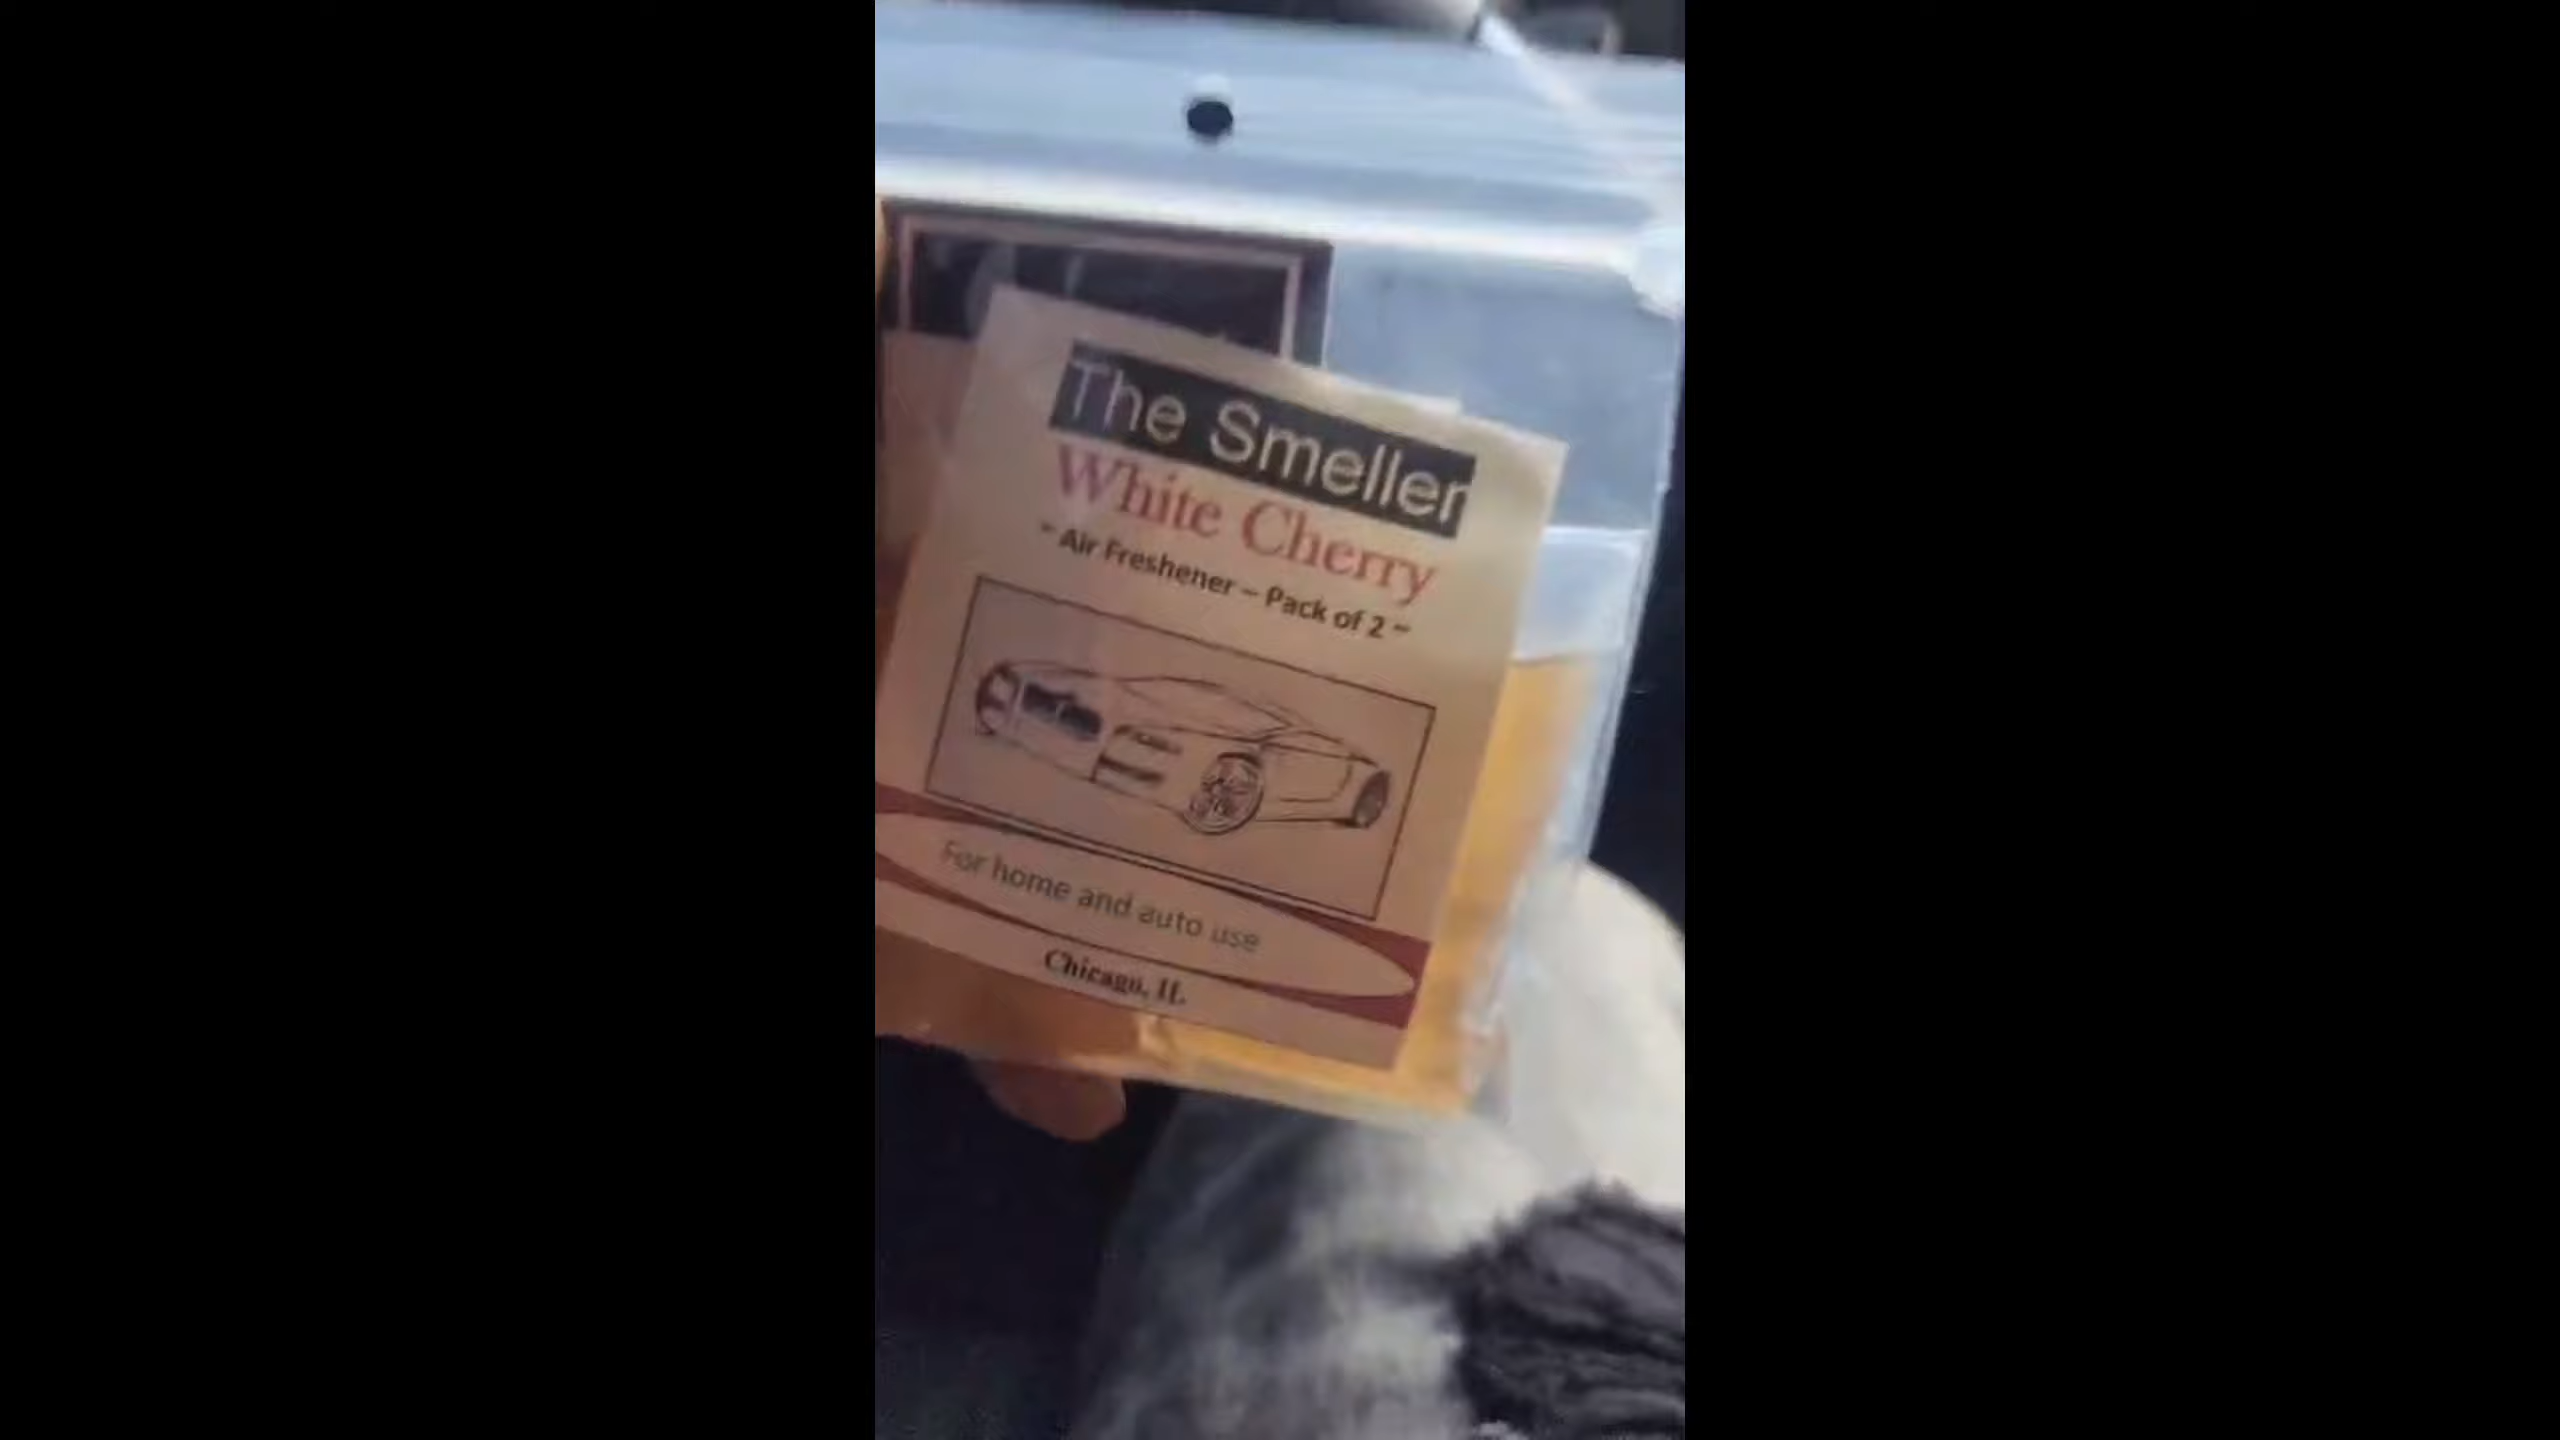 The Smeller
White Cherry
~ Air Freshener – Pack of 2 ~
For home and auto use
Chicago, IL